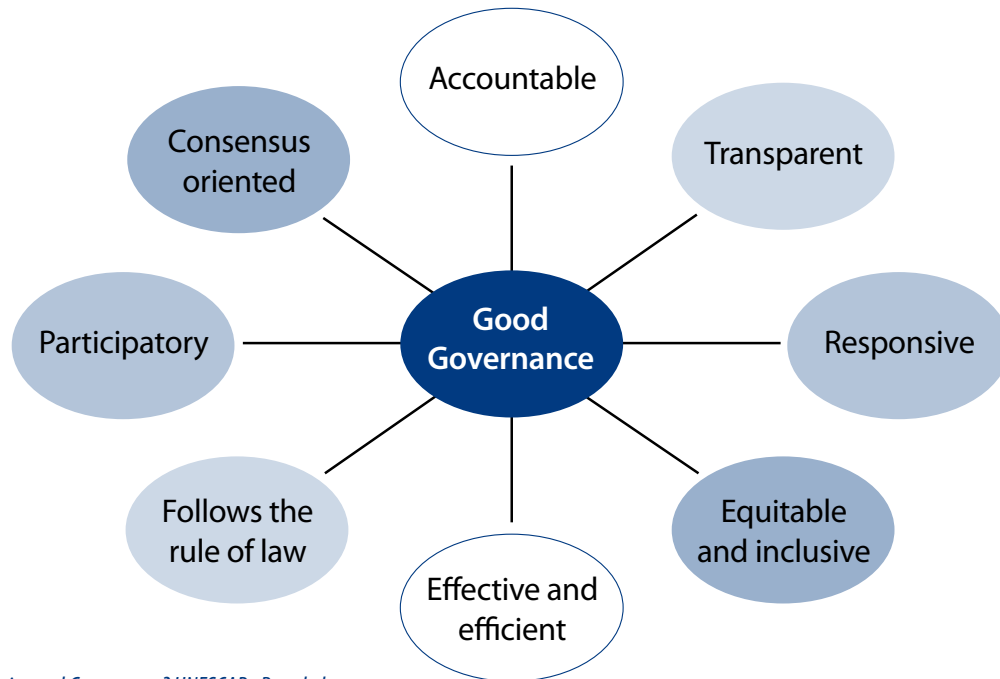 Accountable
Consensus
oriented
Transparent
Participatory
Good
Governance
Responsive
Follows the
rule of law
Equitable
and inclusive
Effective and
efficient